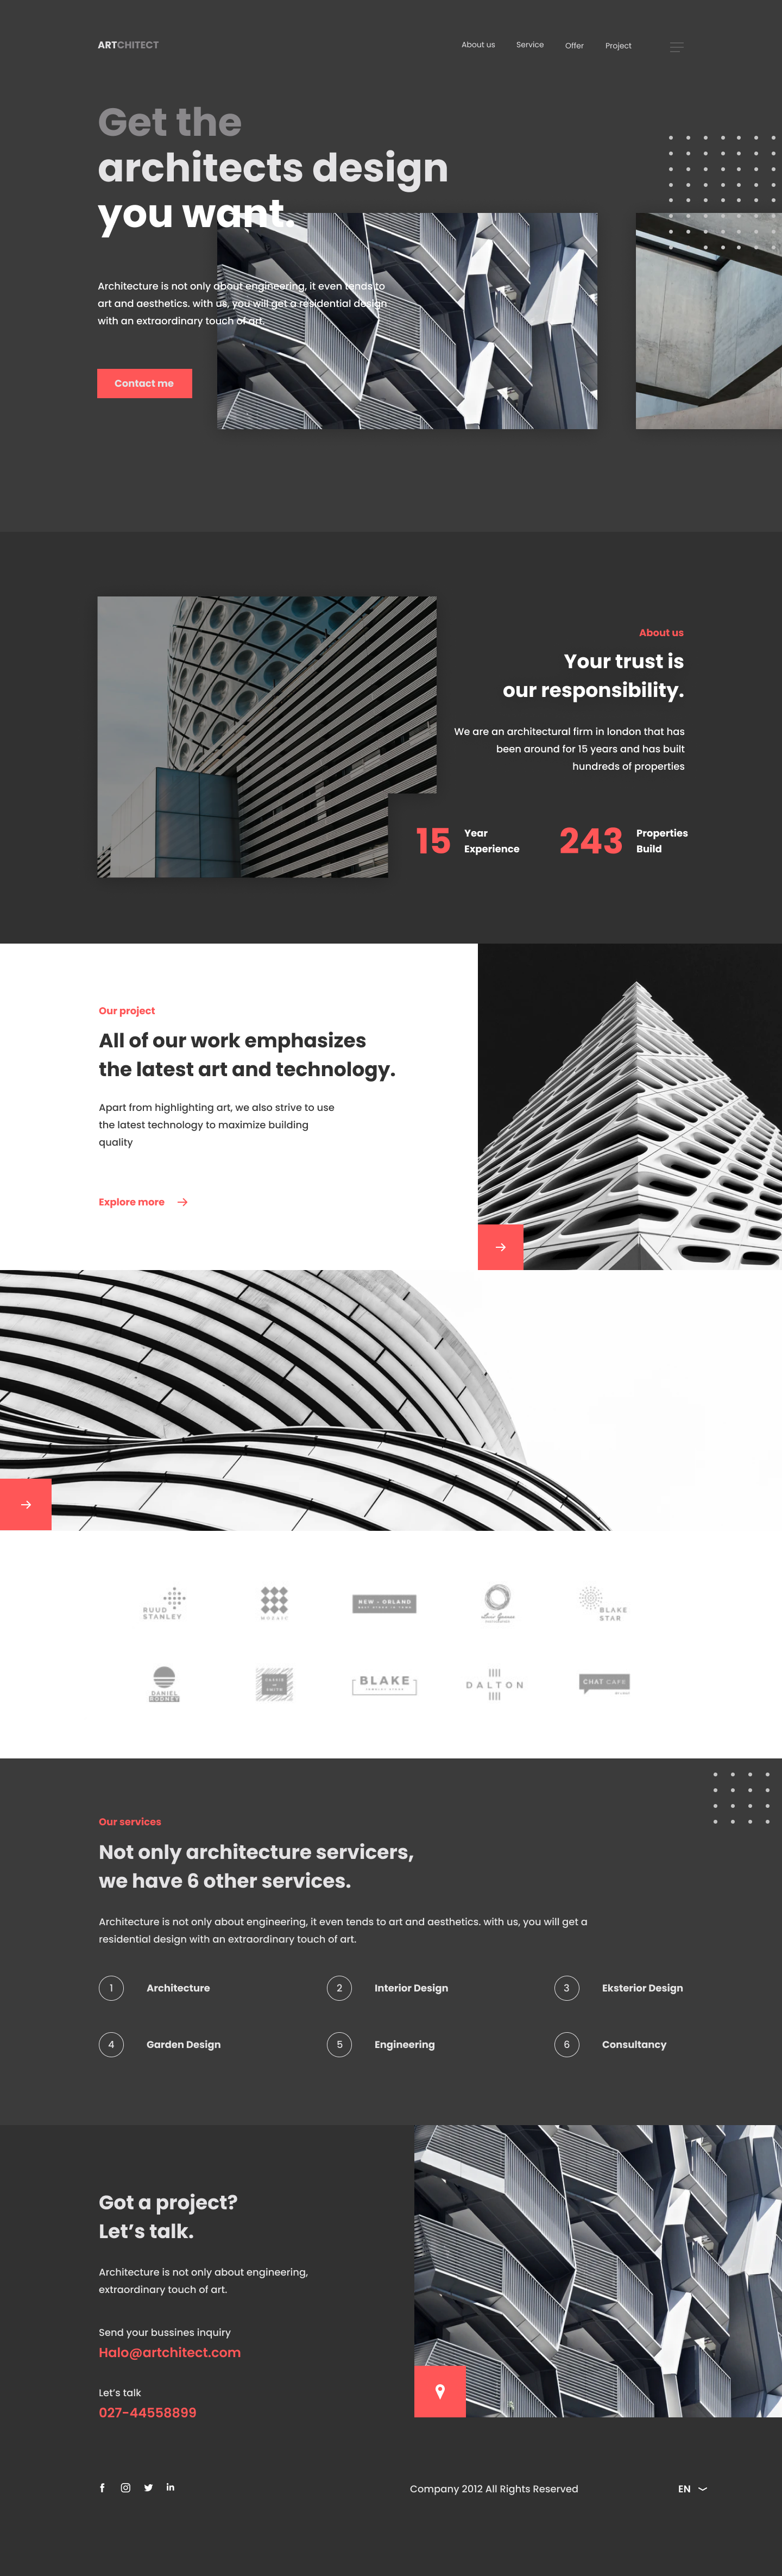 ARTCHITECT
About us
Service
Offer
Project
Get the
architects design
you want.
Architecture is not only about engineering, it even tends to
art and aesthetics. with us, you will get a residential design
with an extraordinary touch of art.
Contact me
About us
Your trust is
our responsibility.
We are an architectural firm in london that has
been around for 15 years and has built
hundreds of properties
15
Year
Experience
243
Properties
Build
Our project
All of our work emphasizes
the latest art and technology.
Apart from highlighting art, we also strive to use
the latest technology to maximize building
quality
Explore more
RUUD
STANLEY
MOSAIC
NEW - ORLAND
BLAKE
STAR
DANIEL
RODNEY
BLAKE
DALTON
CHAT CAFE
Our services
Not only architecture servicers,
we have 6 other services.
Architecture is not only about engineering, it even tends to art and aesthetics. with us, you will get a
residential design with an extraordinary touch of art.
1
Architecture
2
Interior Design
3
Eksterior Design
4
Garden Design
5
Engineering
6
Consultancy
Got a project?
Let's talk.
Architecture is not only about engineering,
extraordinary touch of art.
Send your bussines inquiry
Halo@artchitect.com
Let's talk
027-44558899
Company 2012 All Rights Reserved
EN